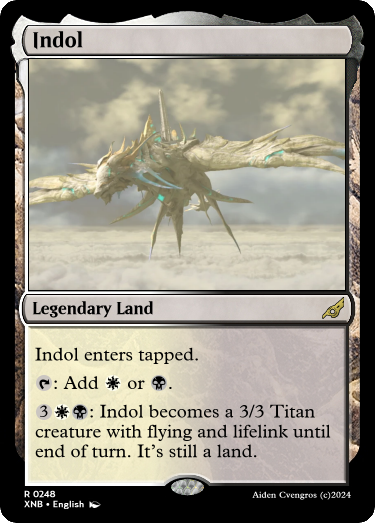 Indol
Legendary Land
Indol enters tapped.
: Add or .
3 : Indol becomes a 3/3 Titan
creature with flying and lifelink until
end of turn. It's still a land.
R 0248
XNB • English
Aiden Cvengros (c)2024